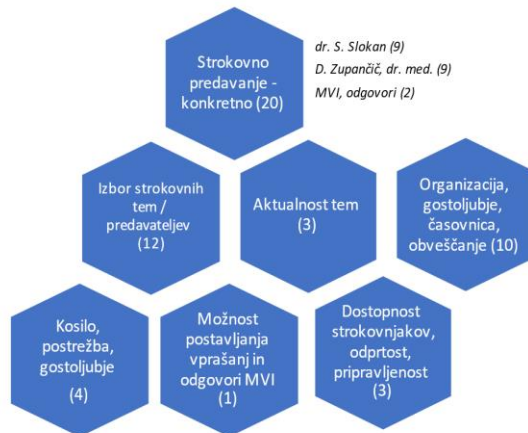 Strokovno
predavanje -
konkretno (20)
dr. S. Slokan (9)
D. Zupančič, dr. med. (9)
MVI, odgovori (2)
Izbor strokovnih
tem /
predavateljev
(12)
Aktualnost tem
(3)
Organizacija,
gostoljubje,
časovnica,
obveščanje (10)
Kosilo,
postrežba,
gostoljubje
(4)
Možnost
postavljanja
vprašanj in
odgovori MVI
(1)
Dostopnost
strokovnjakov,
odprtost,
pripravljenost
(3)